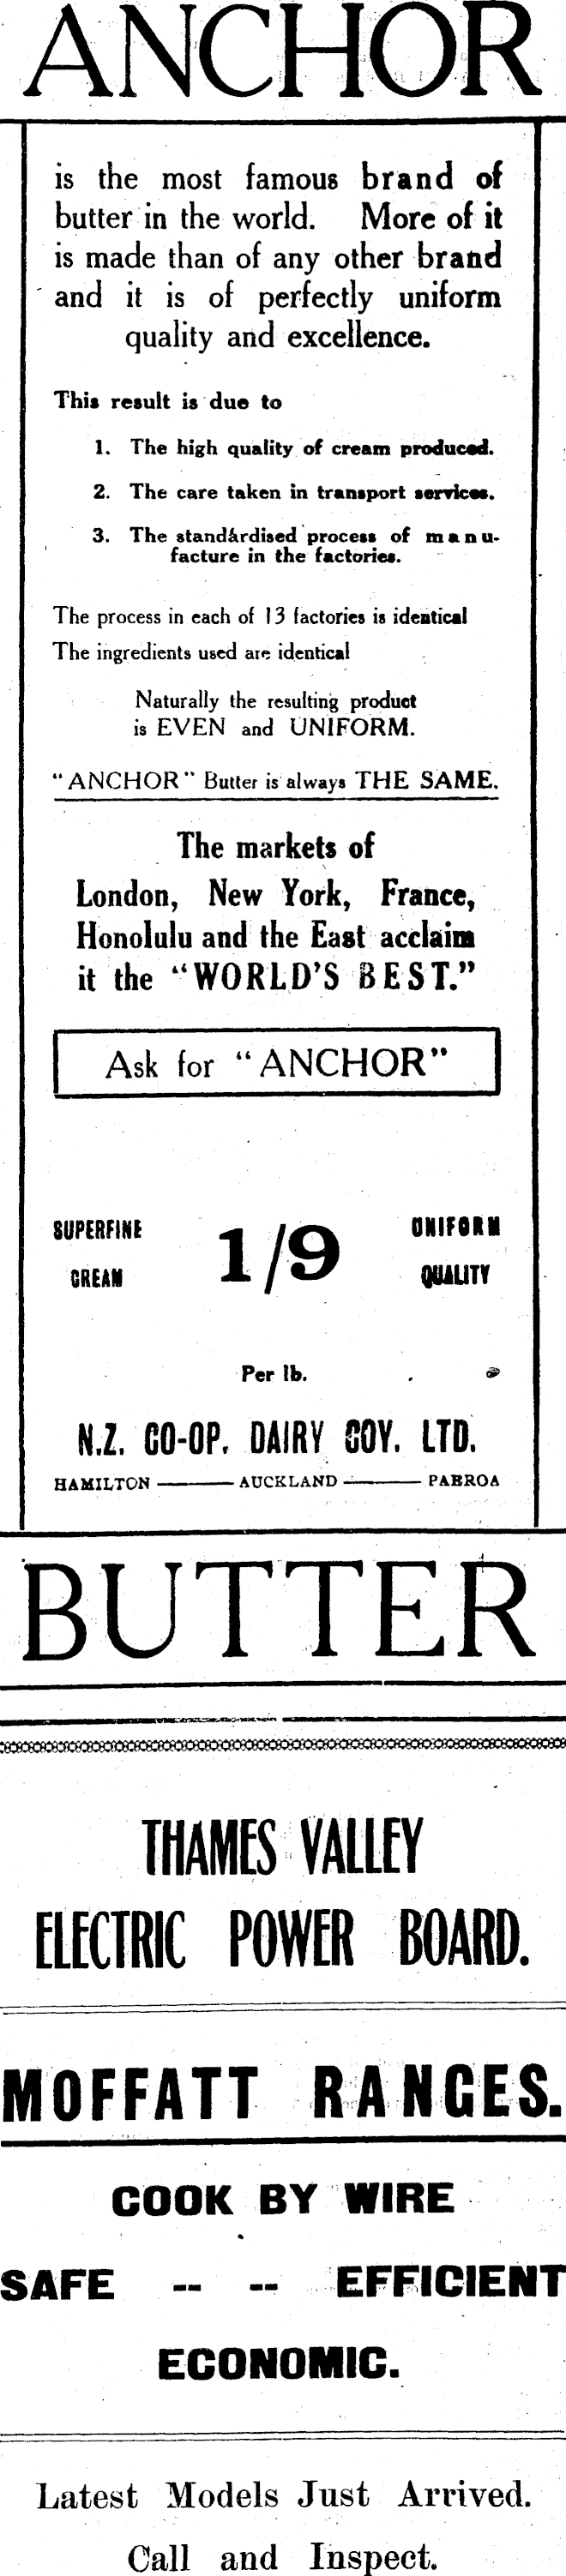 ANCHOR
is the most famous brand of
butter in the world. More of it
is made than of any other brand
and it is of perfectly uniform
quality and excellence.
This result is due to
1. The high quality of cream produced.
2. The care taken in transport services.
3. The standardised process of manu-
facture in the factories.
The process in each of 13 factories is identical
The ingredients used are identical
Naturally the resulting product
is EVEN and UNIFORM.
"ANCHOR" Butter is always THE SAME.
The markets of
London, New York, France,
Honolulu and the East acclaim
it the "WORLD'S BEST."
Ask for "ANCHOR"
SUPERFINE
CREAM
1/9
UNIFORM
QUALITY
Per lb.
N.Z. CO-OP. DAIRY COY. LTD.
HAMILTON —— AUCKLAND —— PAEROA
BUTTER
THAMES VALLEY
ELECTRIC POWER BOARD.
MOFFATT RANGES.
COOK BY WIRE
SAFE -- -- EFFICIENT
ECONOMIC.
Latest Models Just Arrived.
Call and Inspect.